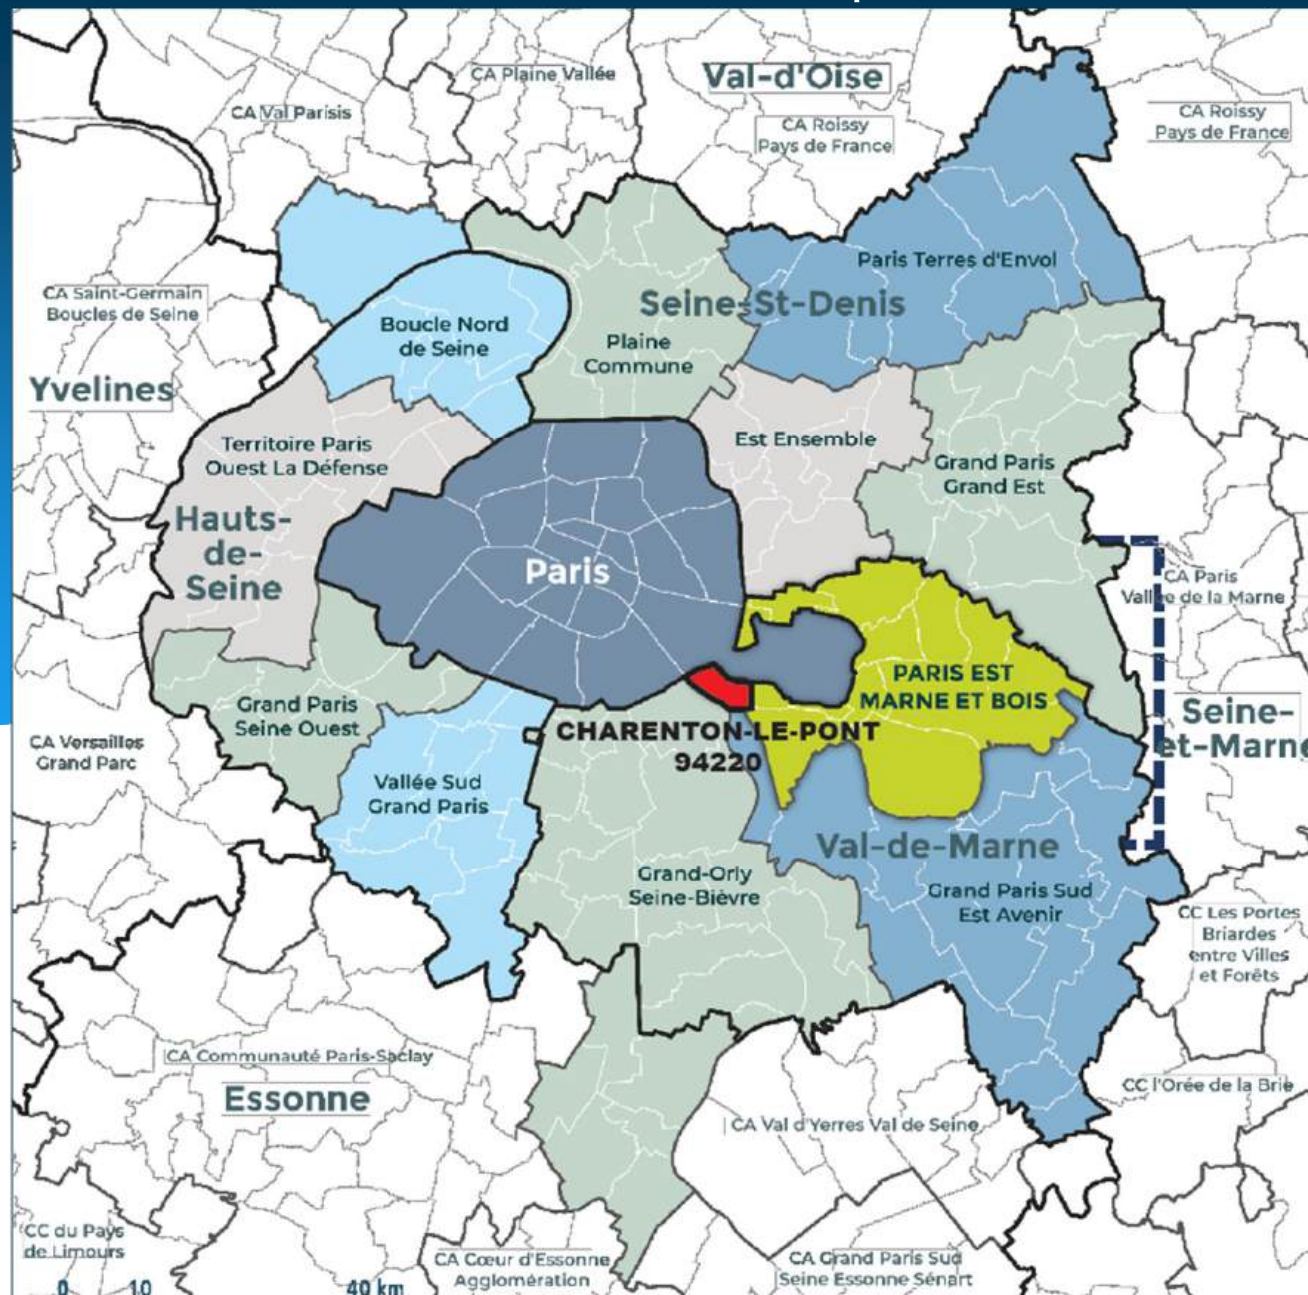 CA Plaine Vallée
Val-d'Oise
CA Val Parisis
CA Roissy
Pays de France
CA Roissy
Pays de France
Paris Terres d'Envol
CA Saint-Germain
Boucles de Seine
Seine-St-Denis
Boucle Nord
de Seine
Plaine
Commune
Yvelines
Territoire Paris
Ouest La Défense
Est Ensemble
Grand Paris
Grand Est
Hauts-
de-
Seine
Paris
CA Paris
Vallée de la Marne
PARIS EST
MARNE ET BOIS
Grand Paris
Seine Ouest
CHARENTON-LE-PONT
94220
Seine-
et-Marne
CA Versailles
Grand Parc
Vallée Sud
Grand Paris
Val-de-Marne
Grand-Orly
Seine-Bièvre
Grand Paris Sud
Est Avenir
CC Les Portes
Briardes
entre Villes
et Forêts
CA Communauté Paris-Saclay
Essonne
CC l'Orée de la Brie
CA Val d'Yerres Val de Seine
CC du Pays
de Limours
CA Cœur d'Essonne
Agglomération
CA Grand Paris Sud
Seine Essonne Sénart
0 10 40 km